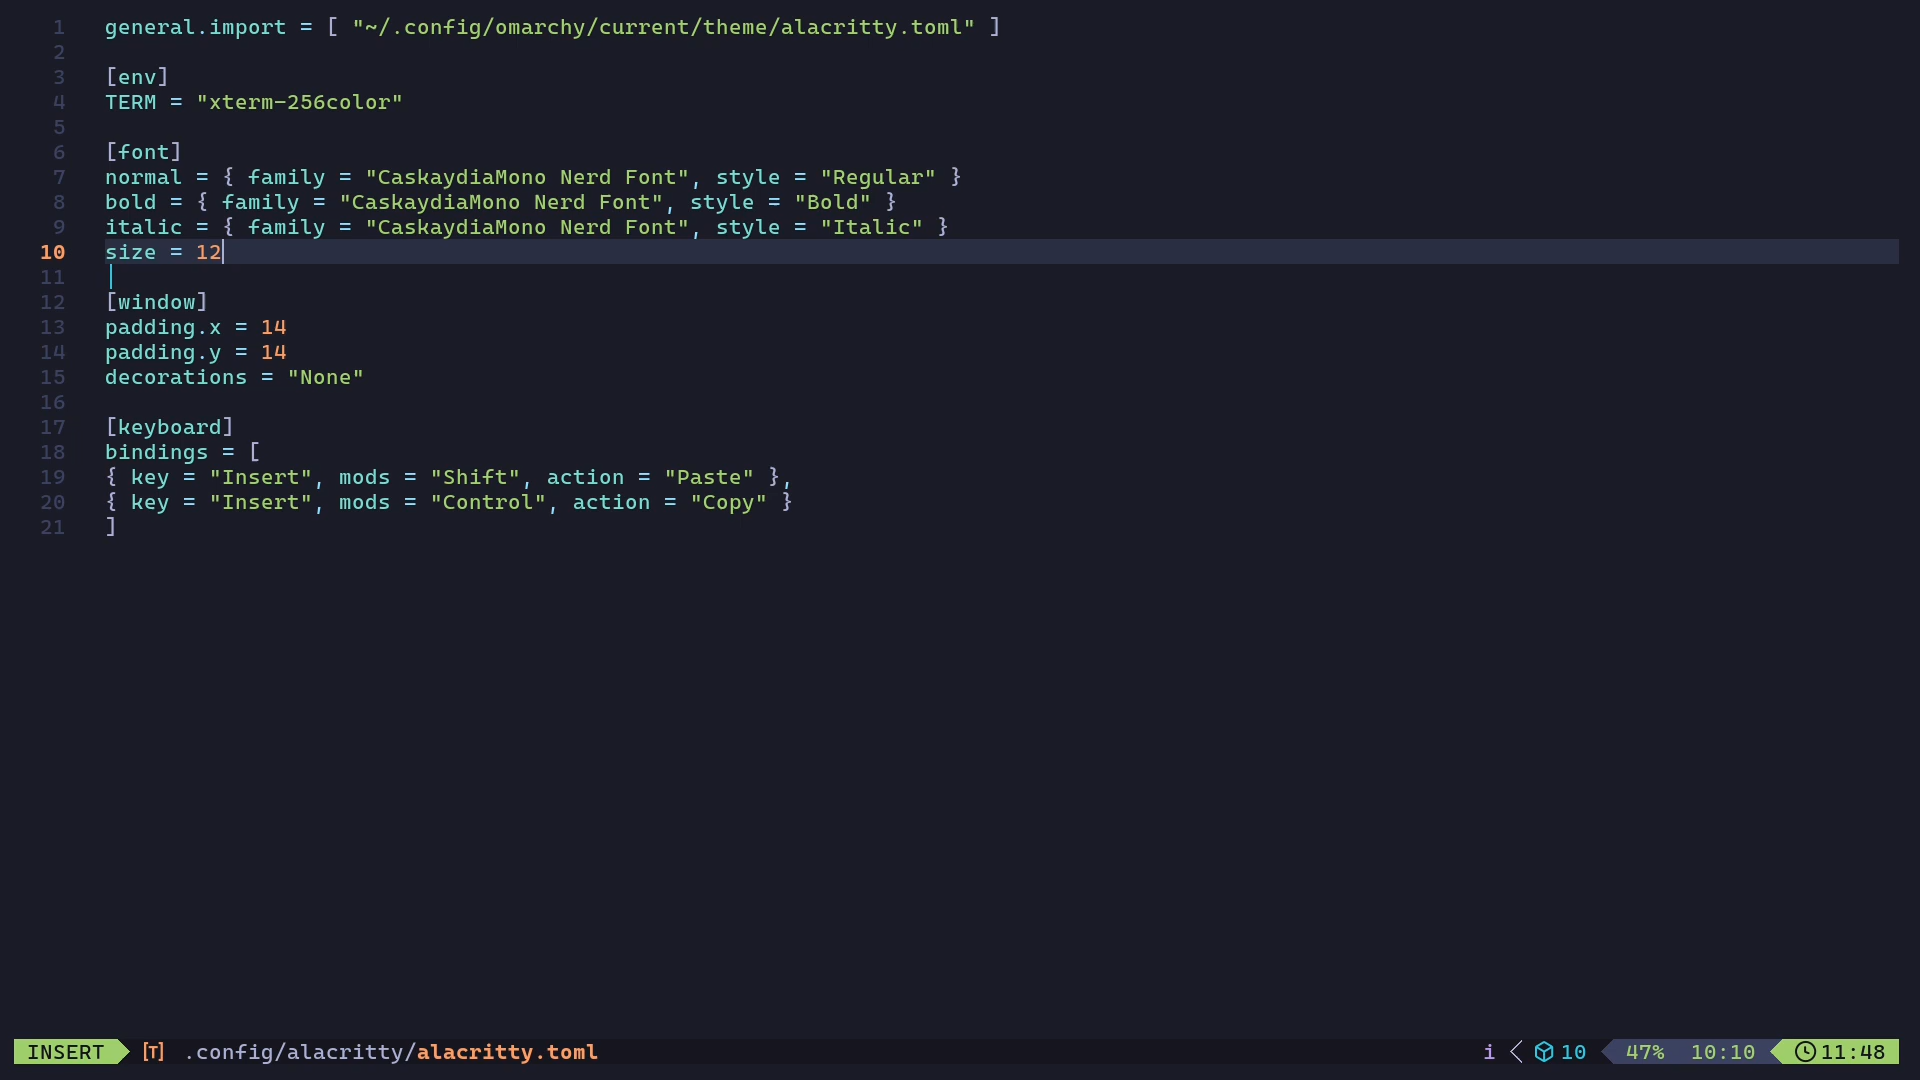 1 general.import = [ "~/.config/omarchy/current/theme/alacritty.toml" ]
2
3 [env]
4 TERM = "xterm-256color"
5
6 [font]
7 normal = { family = "CaskaydiaMono Nerd Font", style = "Regular" }
8 bold = { family = "CaskaydiaMono Nerd Font", style = "Bold" }
9 italic = { family = "CaskaydiaMono Nerd Font", style = "Italic" }
10 size = 12
11
12 [window]
13 padding.x = 14
14 padding.y = 14
15 decorations = "None"
16
17 [keyboard]
18 bindings = [
19 { key = "Insert", mods = "Shift", action = "Paste" },
20 { key = "Insert", mods = "Control", action = "Copy" }
21 ]
INSERT [T] .config/alacritty/alacritty.toml i 10 47% 10:10 11:48